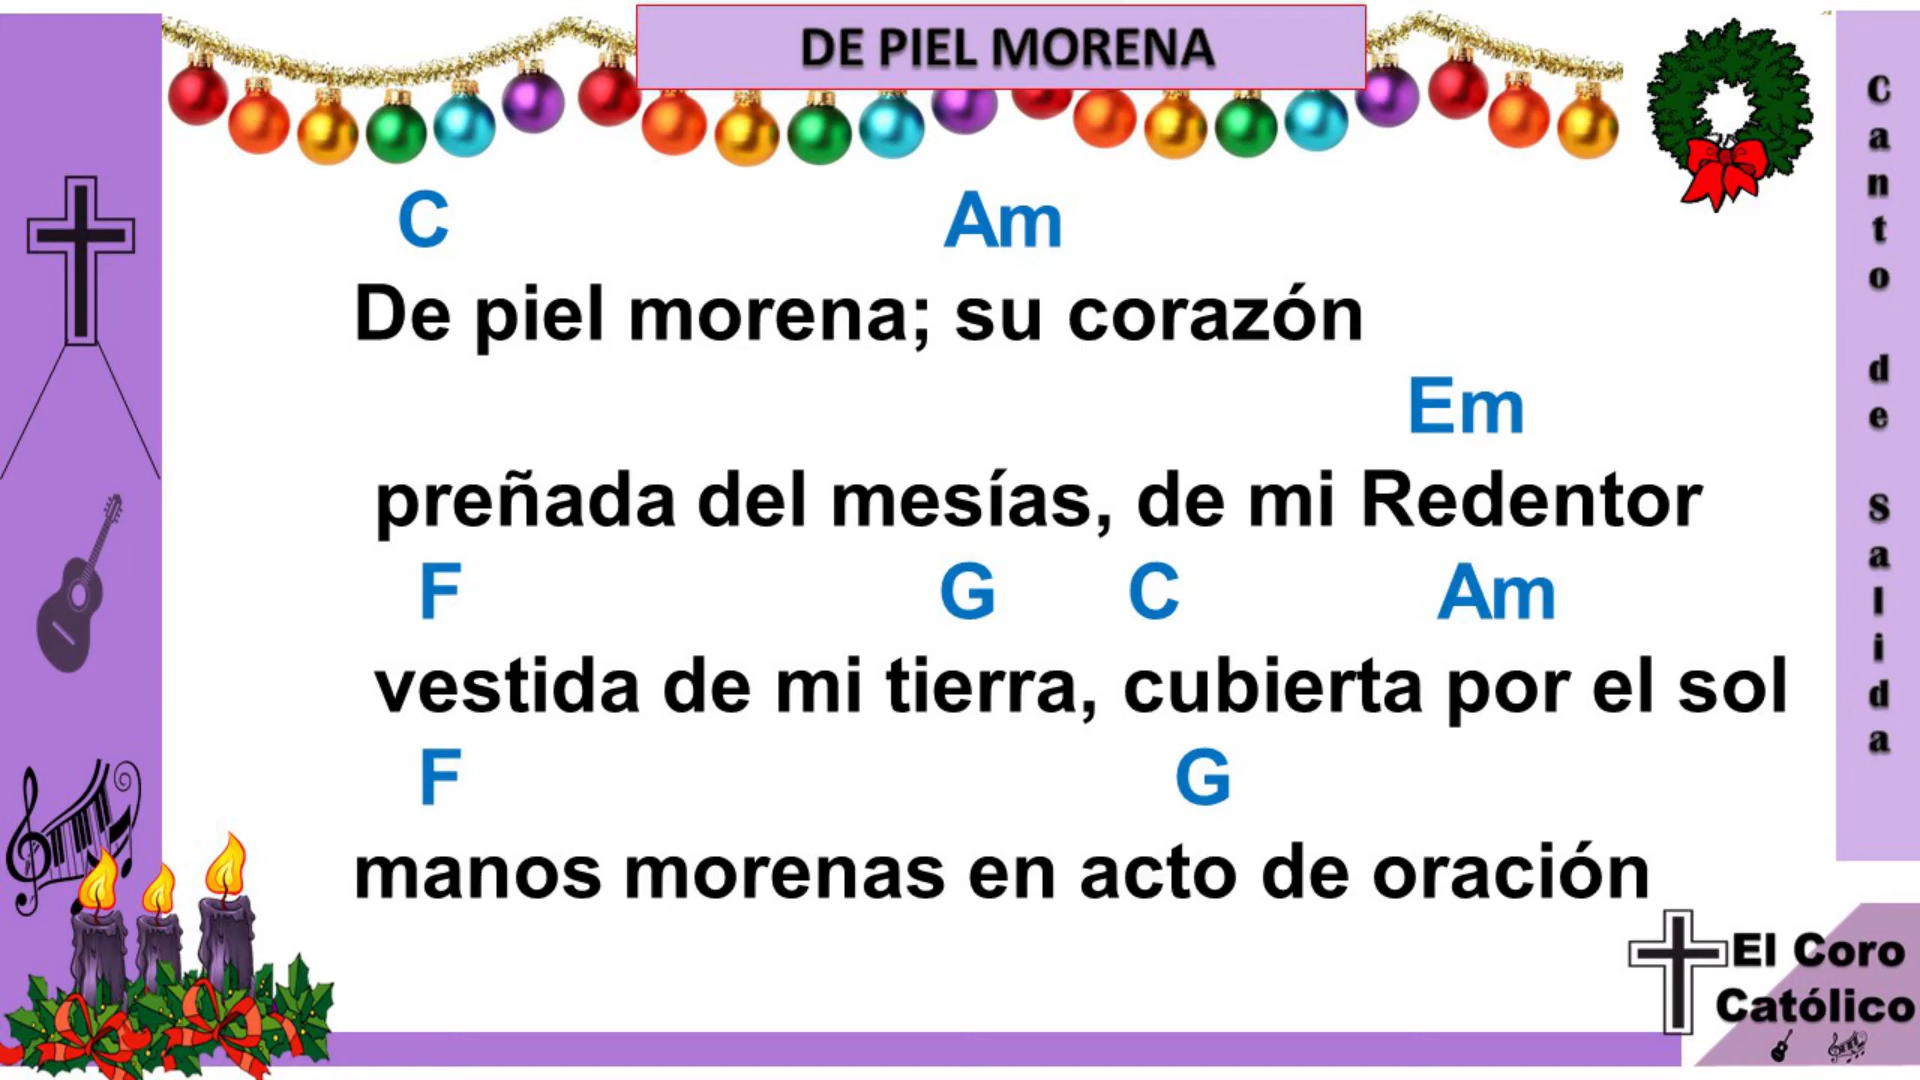 DE PIEL MORENA
C Am
De piel morena; su corazón
Em
preñada del mesías, de mi Redentor
F G C Am
vestida de mi tierra, cubierta por el sol
F G
manos morenas en acto de oración
Canto de Salida
El Coro
Católico